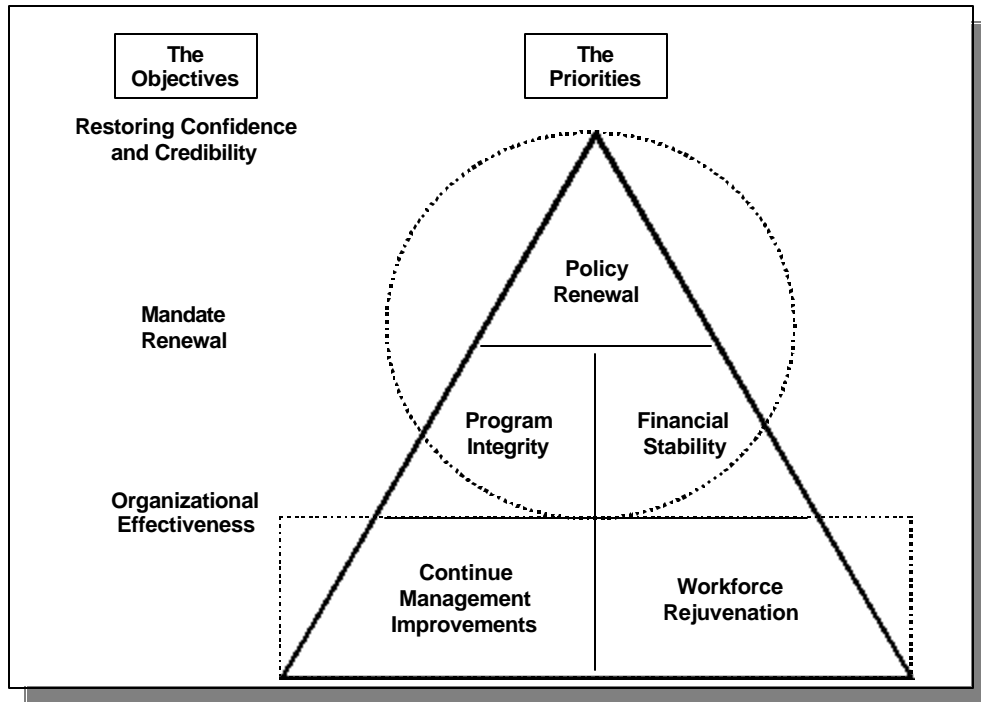 The
Objectives
The
Priorities
Restoring Confidence
and Credibility
Policy
Renewal
Mandate
Renewal
Program
Integrity
Financial
Stability
Organizational
Effectiveness
Continue
Management
Improvements
Workforce
Rejuvenation